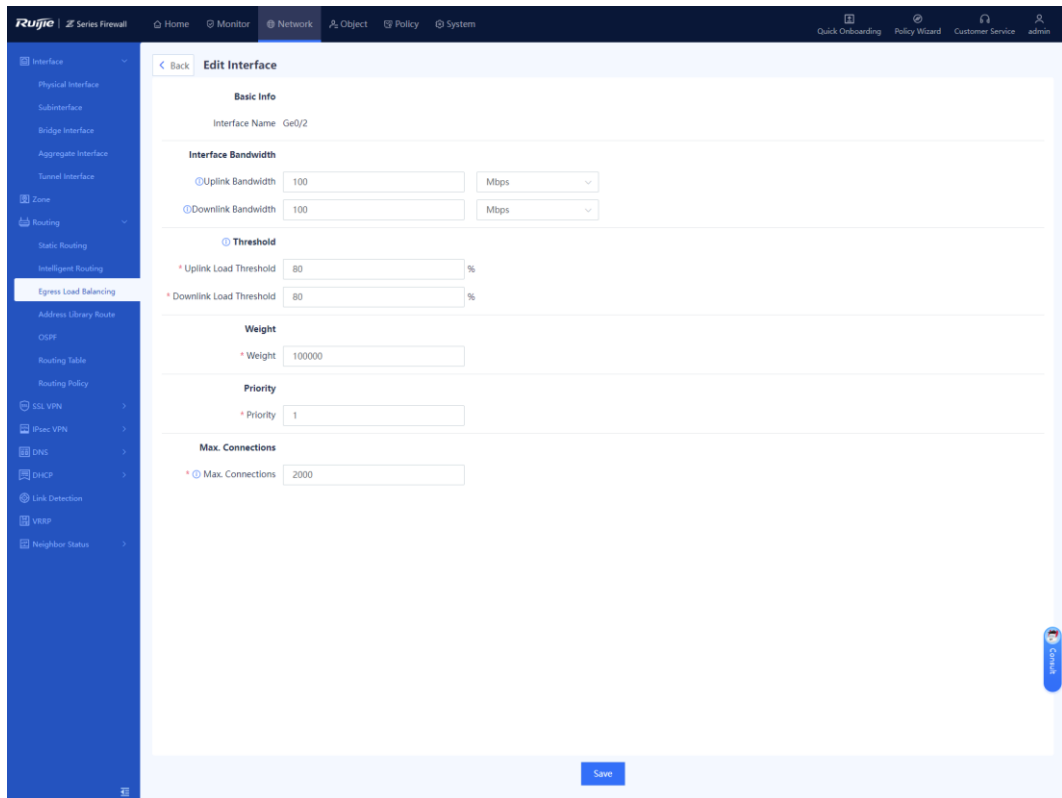 Ruijie | Z Series Firewall
Home Monitor Network Object Policy System
Quick Onboarding Policy Wizard Customer Service admin
Interface
Physical Interface
Subinterface
Bridge Interface
Aggregate Interface
Tunnel Interface
Zone
Routing
Static Routing
Intelligent Routing
Egress Load Balancing
Address Library Route
OSPF
Routing Table
Routing Policy
SSL VPN
IPsec VPN
DNS
DHCP
Link Detection
VRRP
Neighbor Status
< Back Edit Interface
Basic Info
Interface Name Ge0/2
Interface Bandwidth
Uplink Bandwidth 100 Mbps
Downlink Bandwidth 100 Mbps
Threshold
* Uplink Load Threshold 80 %
* Downlink Load Threshold 80 %
Weight
* Weight 100000
Priority
* Priority 1
Max. Connections
* Max. Connections 2000
Consult
Save